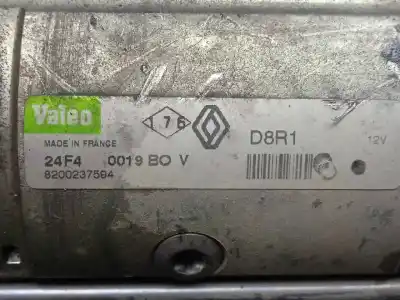 Valeo
176
D8R1
MADE IN FRANCE
12V
24F4 0019 BO V
8200237594